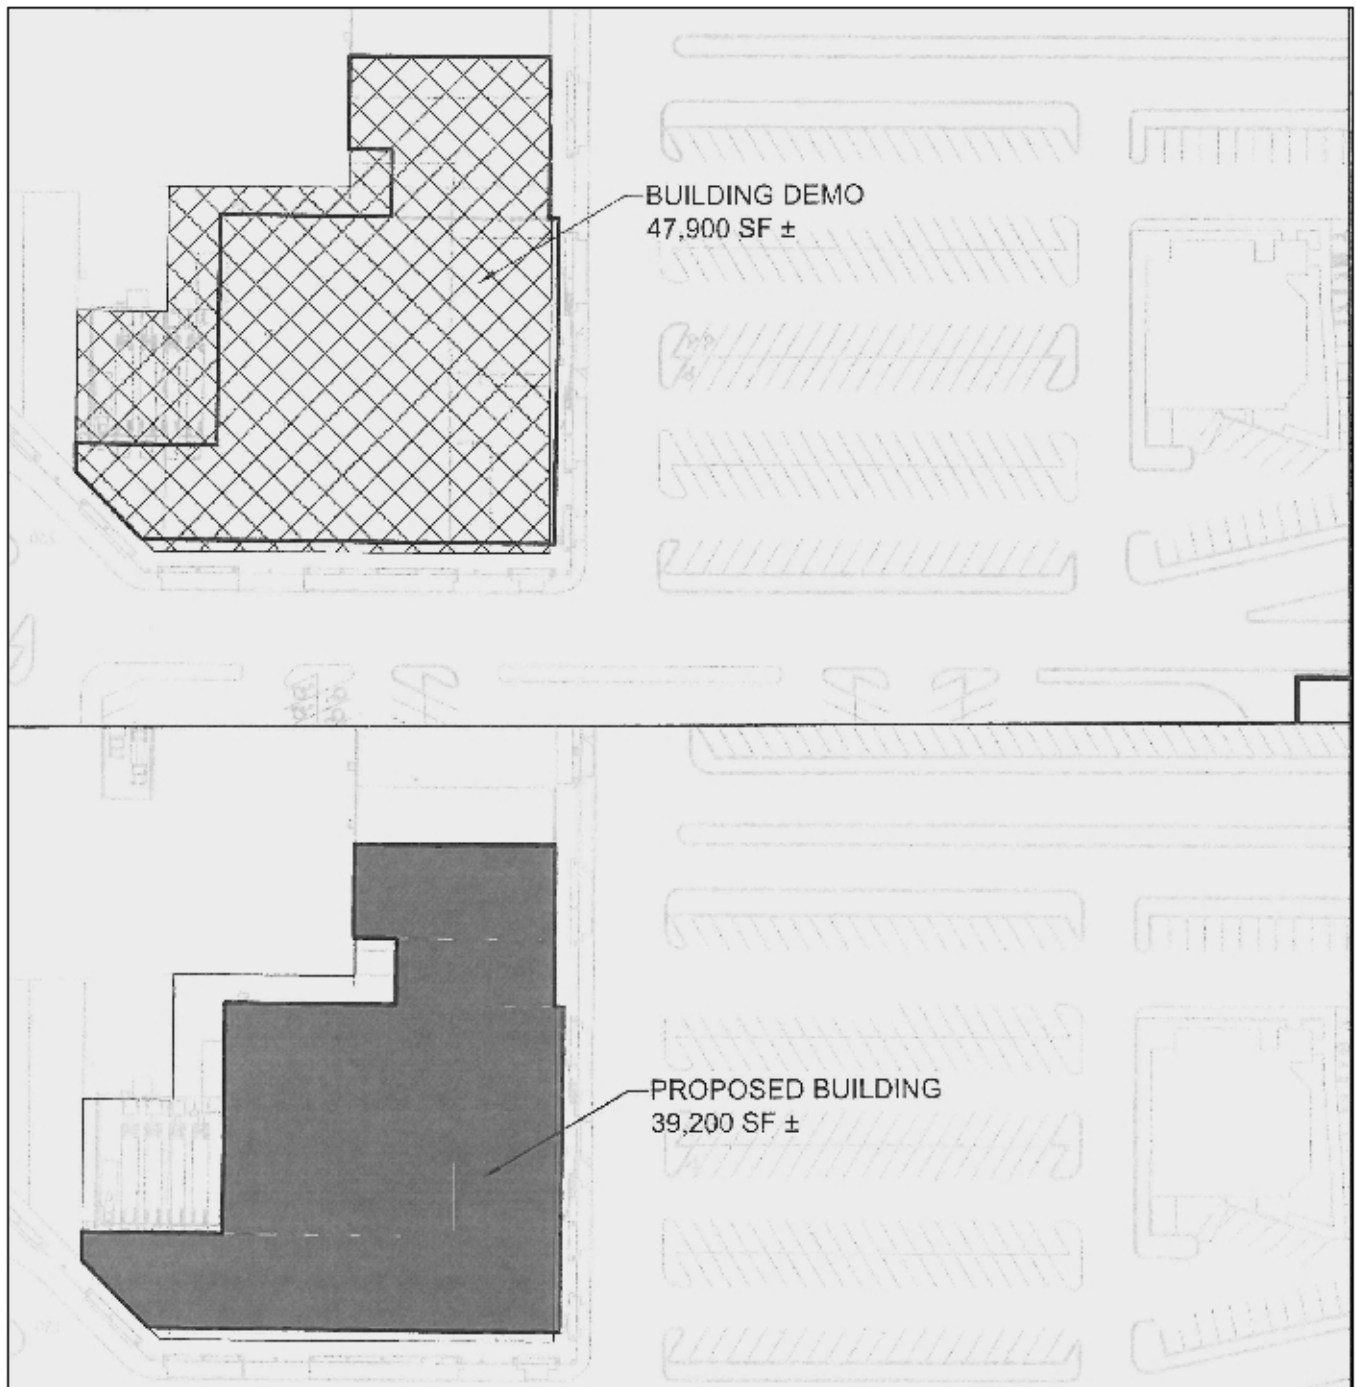 BUILDING DEMO
47,900 SF ±
PROPOSED BUILDING
39,200 SF ±